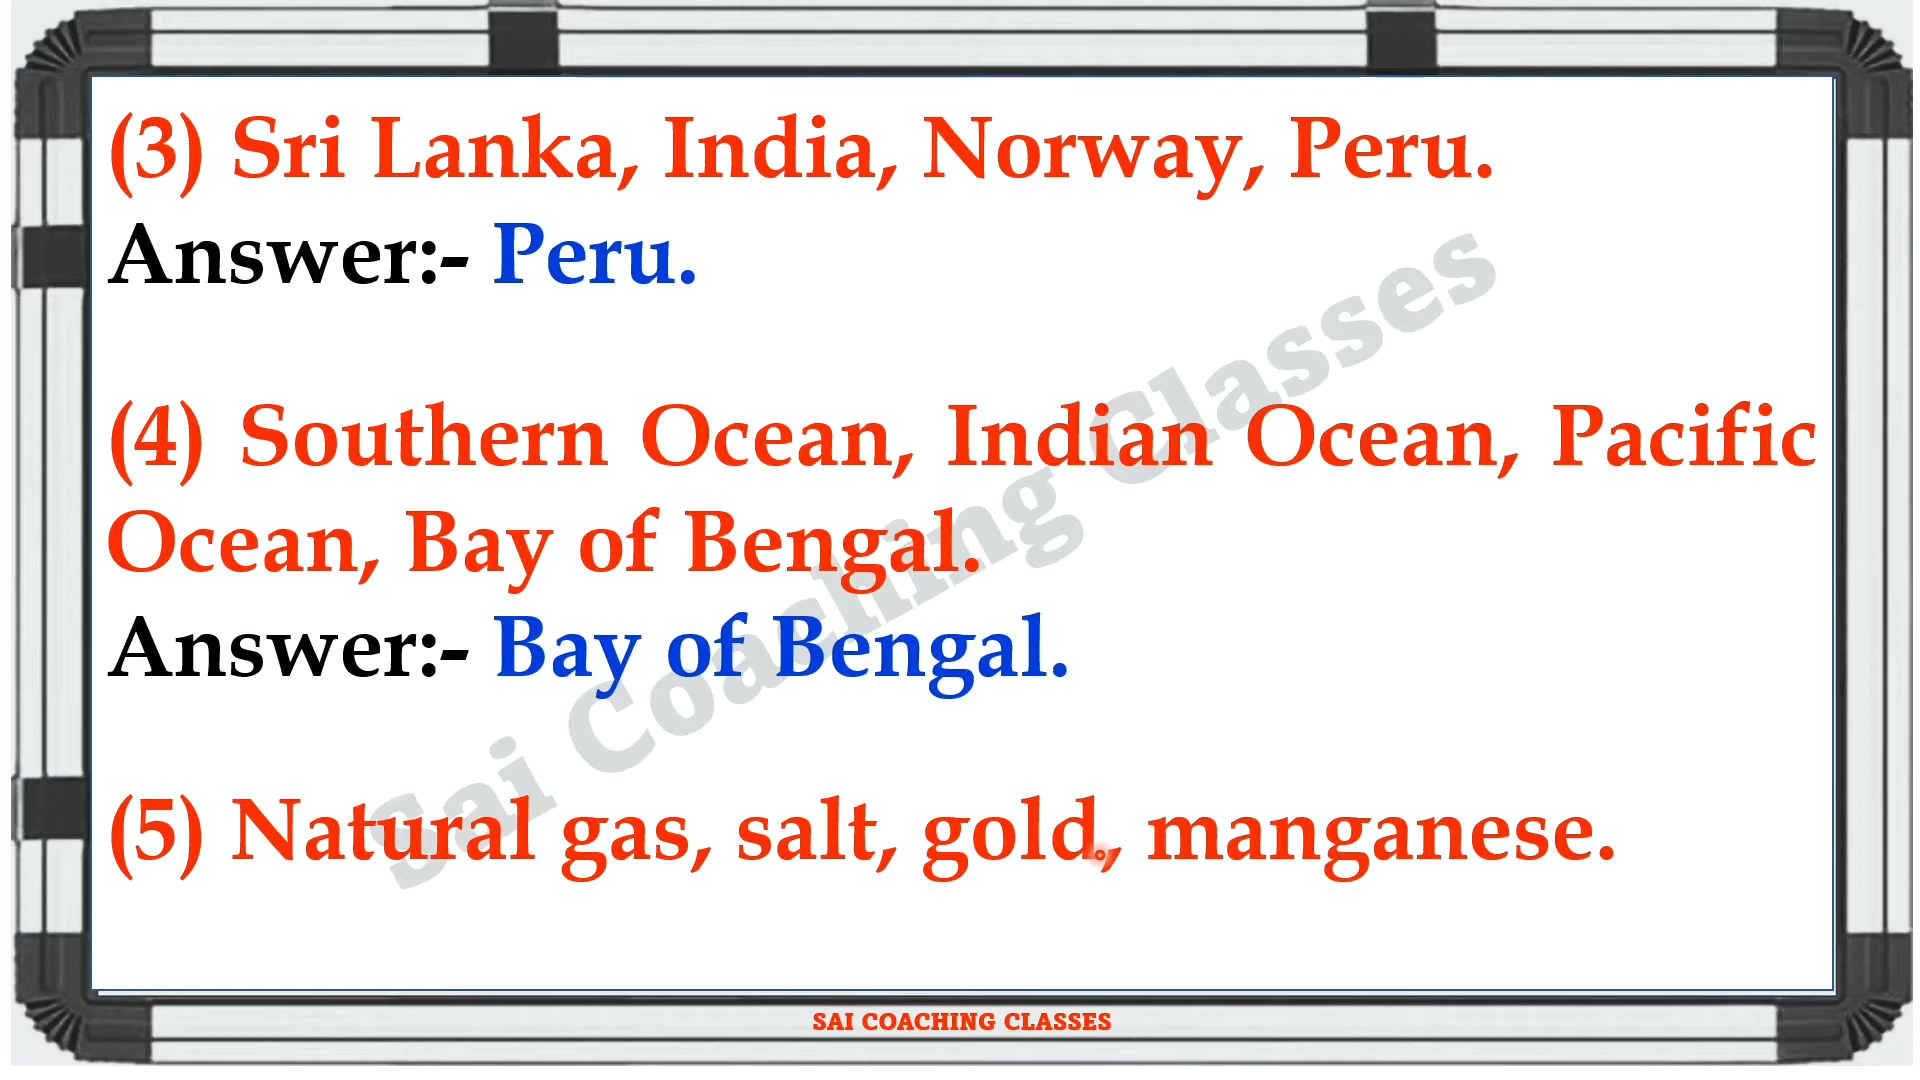 (3) Sri Lanka, India, Norway, Peru.
Answer:- Peru.
(4) Southern Ocean, Indian Ocean, Pacific
Ocean, Bay of Bengal.
Answer:- Bay of Bengal.
(5) Natural gas, salt, gold, manganese.
Sai Coaching Classes
SAI COACHING CLASSES